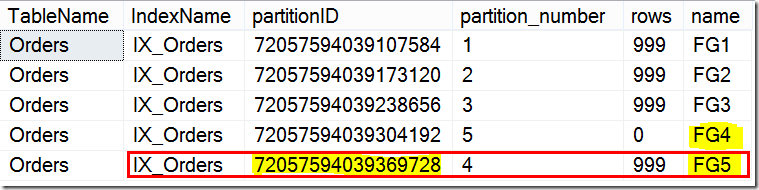 TableName IndexName partitionID partition_number rows name
Orders IX_Orders 72057594039107584 1 999 FG1
Orders IX_Orders 72057594039173120 2 999 FG2
Orders IX_Orders 72057594039238656 3 999 FG3
Orders IX_Orders 72057594039304192 5 0 FG4
Orders IX_Orders 72057594039369728 4 999 FG5